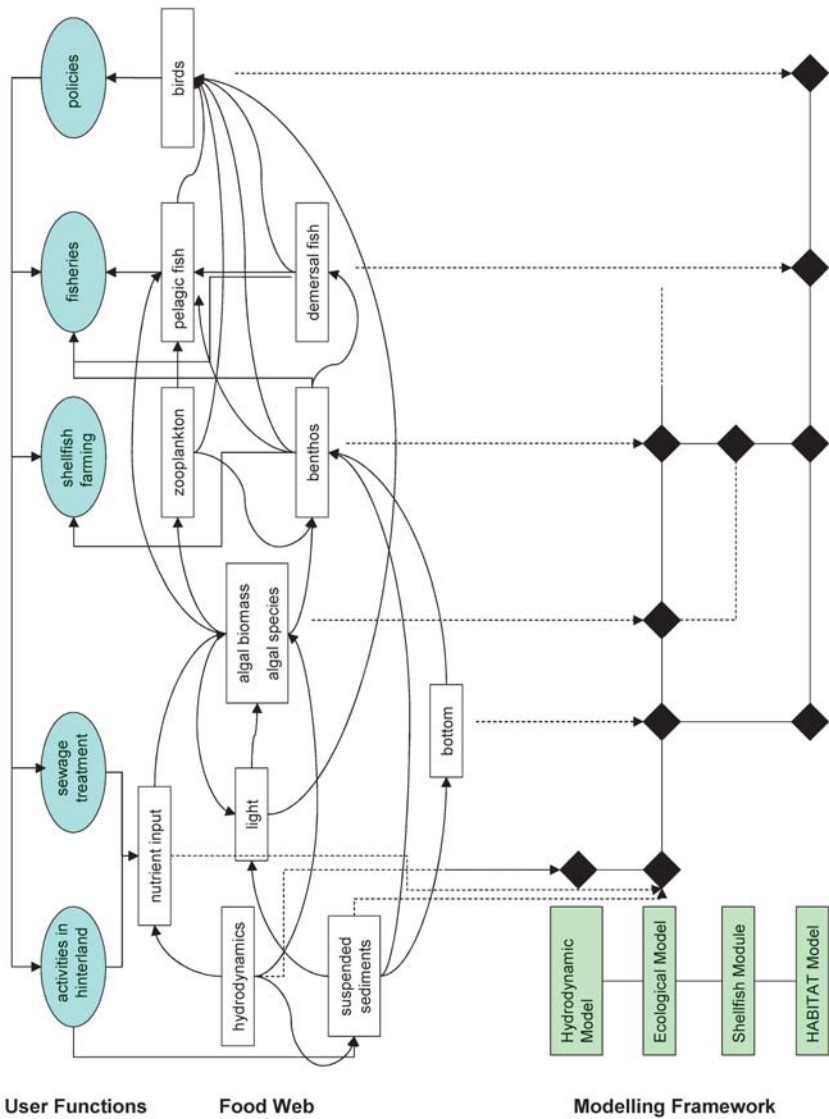 User Functions
activities in
hinterland
sewage
treatment
shellfish
farming
fisheries
policies
Food Web
nutrient input
hydrodynamics
suspended
sediments
light
algal biomass
algal species
bottom
zooplankton
benthos
pelagic fish
demersal fish
birds
Modelling Framework
Hydrodynamic
Model
Ecological Model
Shellfish Module
HABITAT Model